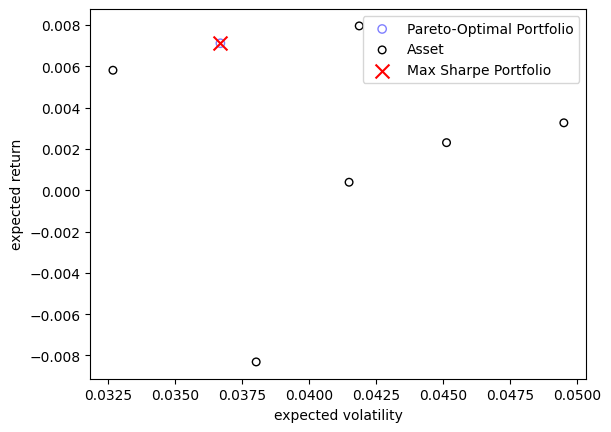 Pareto-Optimal Portfolio
Asset
Max Sharpe Portfolio
expected return
0.008
0.006
0.004
0.002
0.000
−0.002
−0.004
−0.006
−0.008
0.0325 0.0350 0.0375 0.0400 0.0425 0.0450 0.0475 0.0500
expected volatility